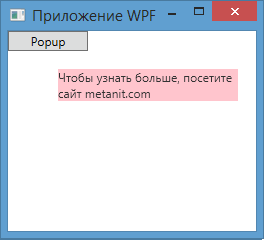 Приложение WPF
Popup
Чтобы узнать больше, посетите
сайт metanit.com